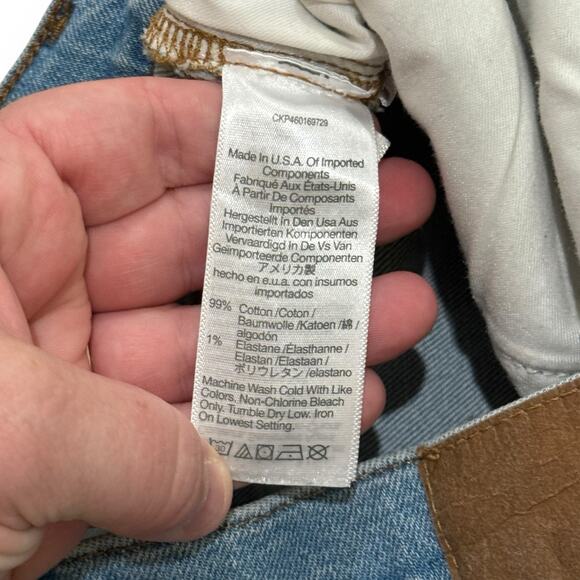 CKP460169729
Made In U.S.A. Of Imported
Components
Fabriqué Aux États-Unis
À Partir De Composants
Importés
Hergestellt In Den Usa Aus
Importierten Komponenten
Vervaardigd In De Vs Van
Geïmporteerde Componenten
アメリカ製
hecho en e.u.a. con insumos
importados
99% Cotton /Coton /
Baumwolle /Katoen /綿 /
algodón
1% Elastane /Élasthanne /
Elastan /Elastaan /
ポリウレタン /elastano
Machine Wash Cold With Like
Colors. Non-Chlorine Bleach
Only. Tumble Dry Low. Iron
On Lowest Setting.
30